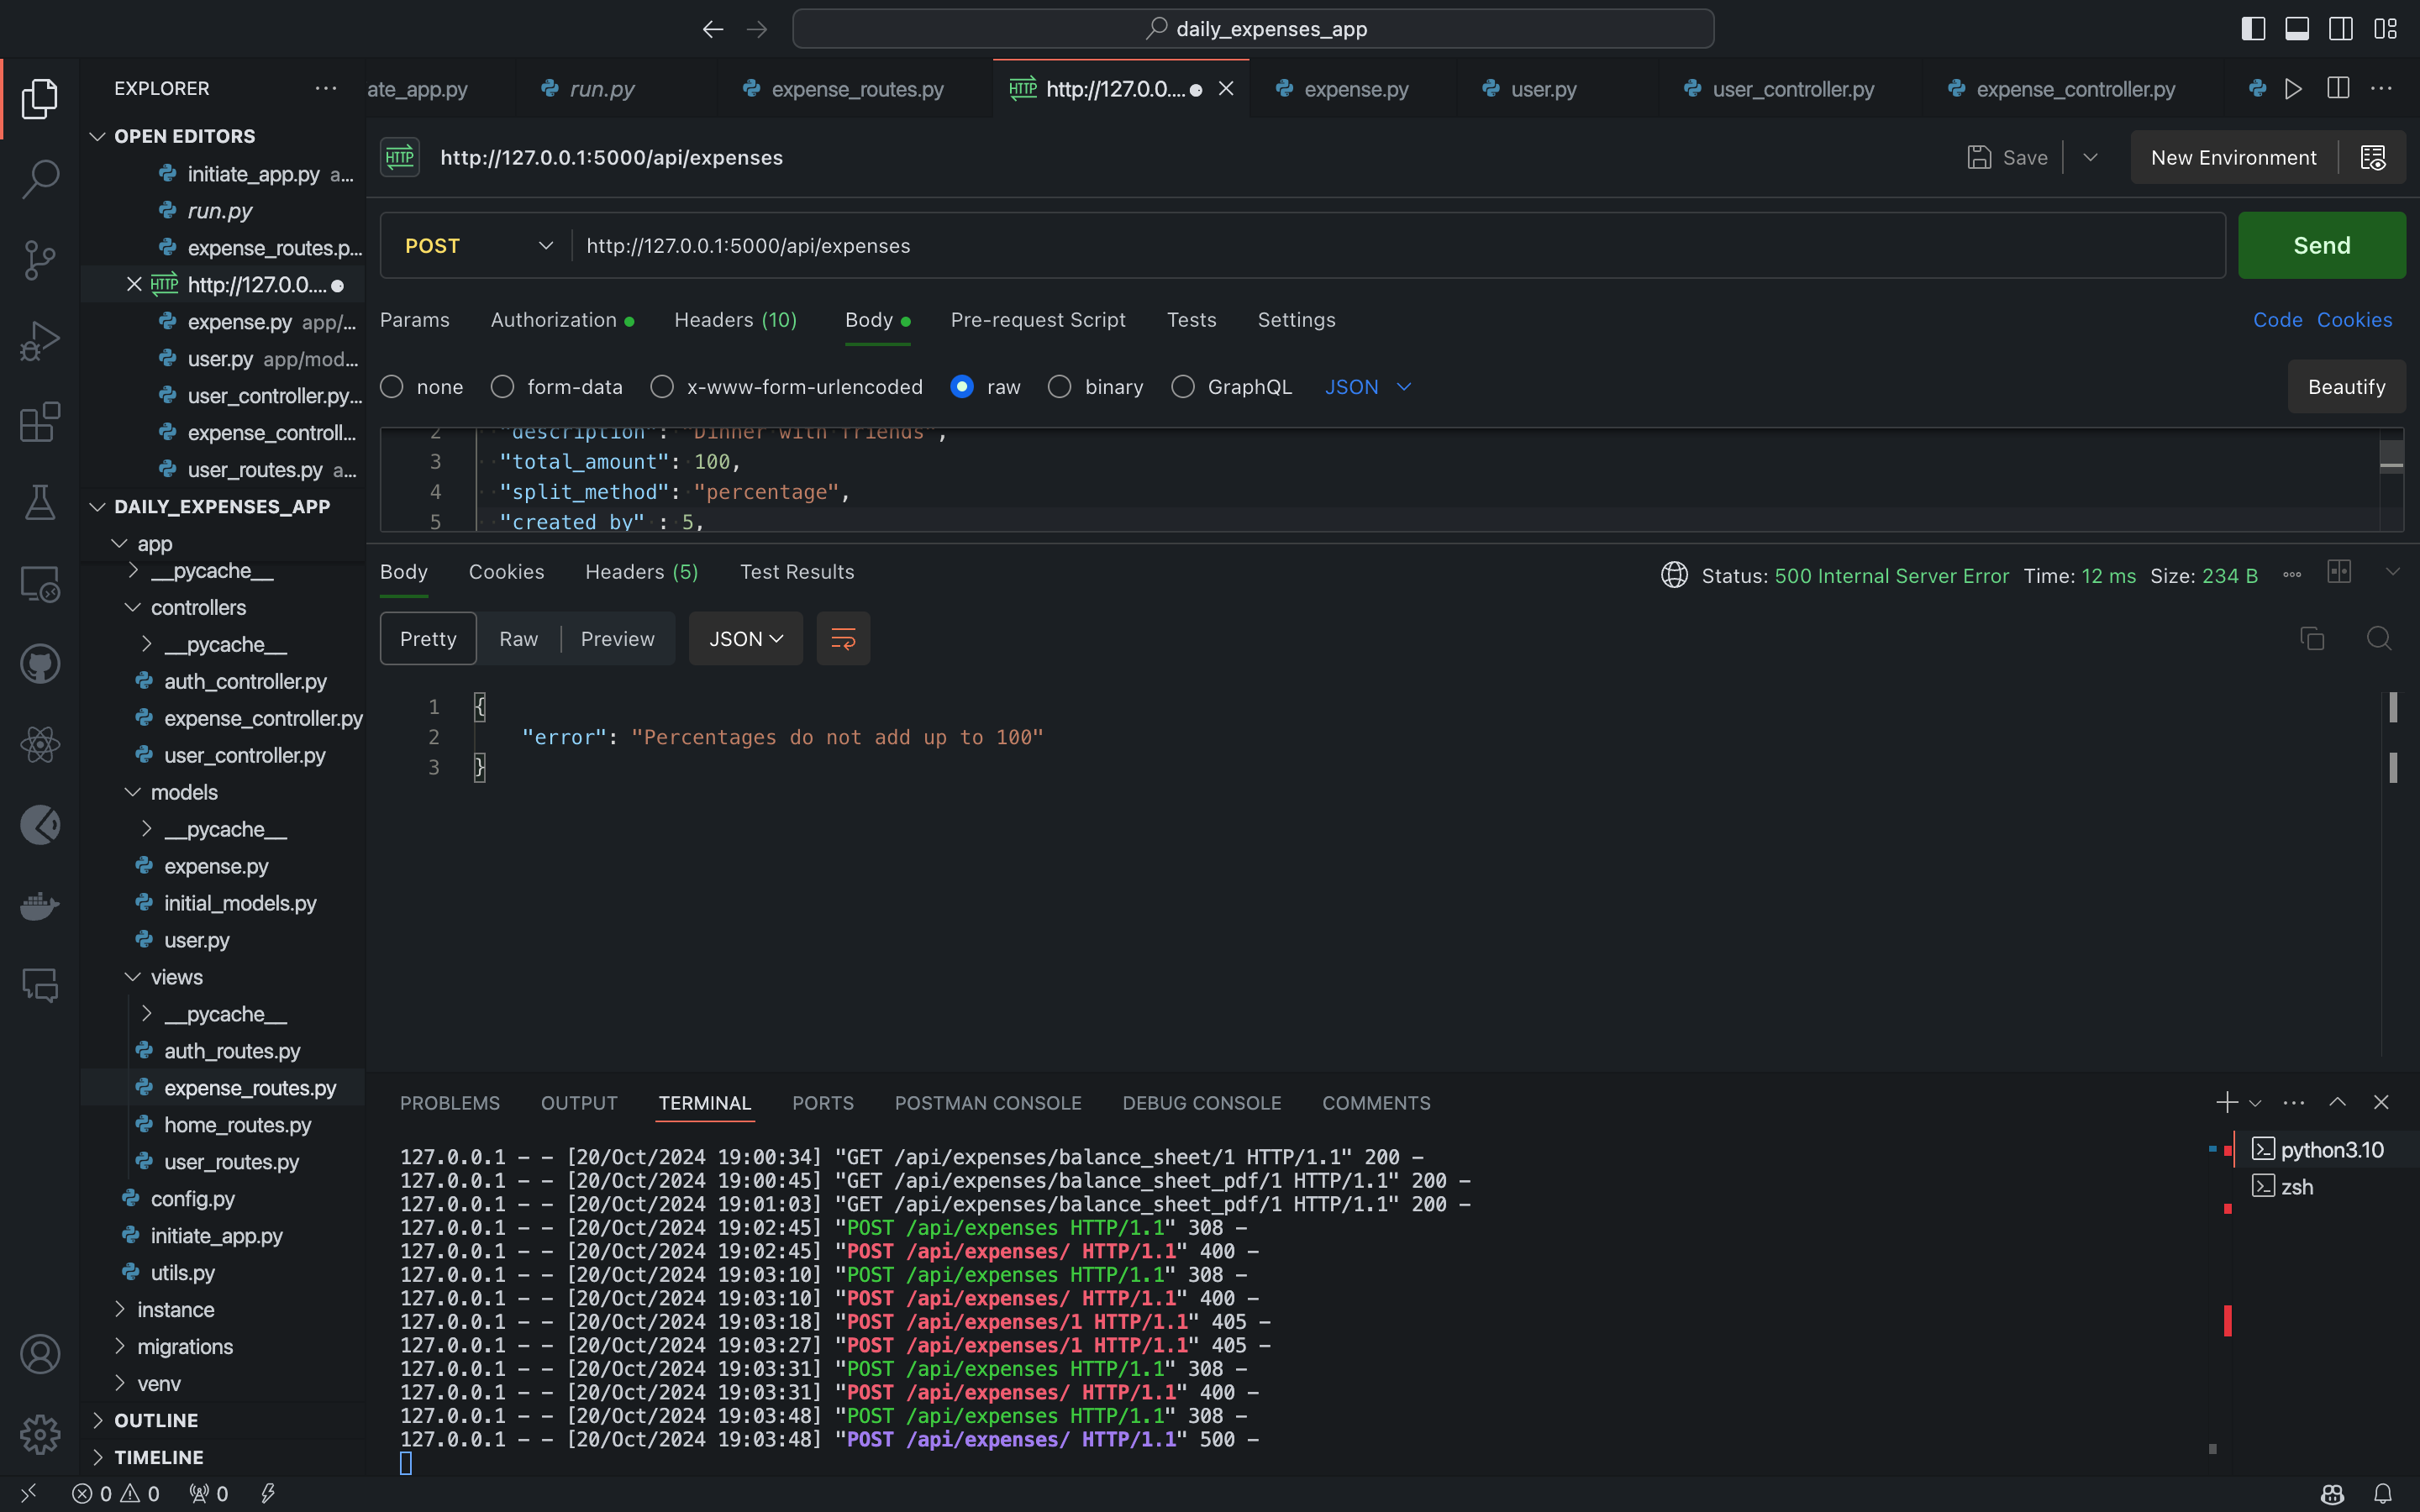 daily_expenses_app
EXPLORER
ate_app.py
run.py
expense_routes.py
HTTP http://127.0.0....
expense.py
user.py
user_controller.py
expense_controller.py
OPEN EDITORS
initiate_app.py a...
run.py
expense_routes.p...
HTTP http://127.0.0....
expense.py app/...
user.py app/mod...
user_controller.py...
expense_controll...
user_routes.py a...
DAILY_EXPENSES_APP
app
__pycache__
controllers
__pycache__
auth_controller.py
expense_controller.py
user_controller.py
models
__pycache__
expense.py
initial_models.py
user.py
views
__pycache__
auth_routes.py
expense_routes.py
home_routes.py
user_routes.py
config.py
initiate_app.py
utils.py
instance
migrations
venv
OUTLINE
TIMELINE
HTTP http://127.0.0.1:5000/api/expenses
Save
New Environment
POST http://127.0.0.1:5000/api/expenses
Send
Params Authorization Headers (10) Body Pre-request Script Tests Settings
Code Cookies
none form-data x-www-form-urlencoded raw binary GraphQL JSON
Beautify
2 "description": "Dinner with friends",
3 "total_amount": 100,
4 "split_method": "percentage",
5 "created_by" : 5,
Body Cookies Headers (5) Test Results
Status: 500 Internal Server Error Time: 12 ms Size: 234 B
Pretty Raw Preview JSON
1 {
2 "error": "Percentages do not add up to 100"
3 }
PROBLEMS OUTPUT TERMINAL PORTS POSTMAN CONSOLE DEBUG CONSOLE COMMENTS
127.0.0.1 - - [20/Oct/2024 19:00:34] "GET /api/expenses/balance_sheet/1 HTTP/1.1" 200 -
127.0.0.1 - - [20/Oct/2024 19:00:45] "GET /api/expenses/balance_sheet_pdf/1 HTTP/1.1" 200 -
127.0.0.1 - - [20/Oct/2024 19:01:03] "GET /api/expenses/balance_sheet_pdf/1 HTTP/1.1" 200 -
127.0.0.1 - - [20/Oct/2024 19:02:45] "POST /api/expenses HTTP/1.1" 308 -
127.0.0.1 - - [20/Oct/2024 19:02:45] "POST /api/expenses/ HTTP/1.1" 400 -
127.0.0.1 - - [20/Oct/2024 19:03:10] "POST /api/expenses HTTP/1.1" 308 -
127.0.0.1 - - [20/Oct/2024 19:03:10] "POST /api/expenses/ HTTP/1.1" 400 -
127.0.0.1 - - [20/Oct/2024 19:03:18] "POST /api/expenses/1 HTTP/1.1" 405 -
127.0.0.1 - - [20/Oct/2024 19:03:27] "POST /api/expenses/1 HTTP/1.1" 405 -
127.0.0.1 - - [20/Oct/2024 19:03:31] "POST /api/expenses HTTP/1.1" 308 -
127.0.0.1 - - [20/Oct/2024 19:03:31] "POST /api/expenses/ HTTP/1.1" 400 -
127.0.0.1 - - [20/Oct/2024 19:03:48] "POST /api/expenses HTTP/1.1" 308 -
127.0.0.1 - - [20/Oct/2024 19:03:48] "POST /api/expenses/ HTTP/1.1" 500 -
python3.10
zsh
0 0 0